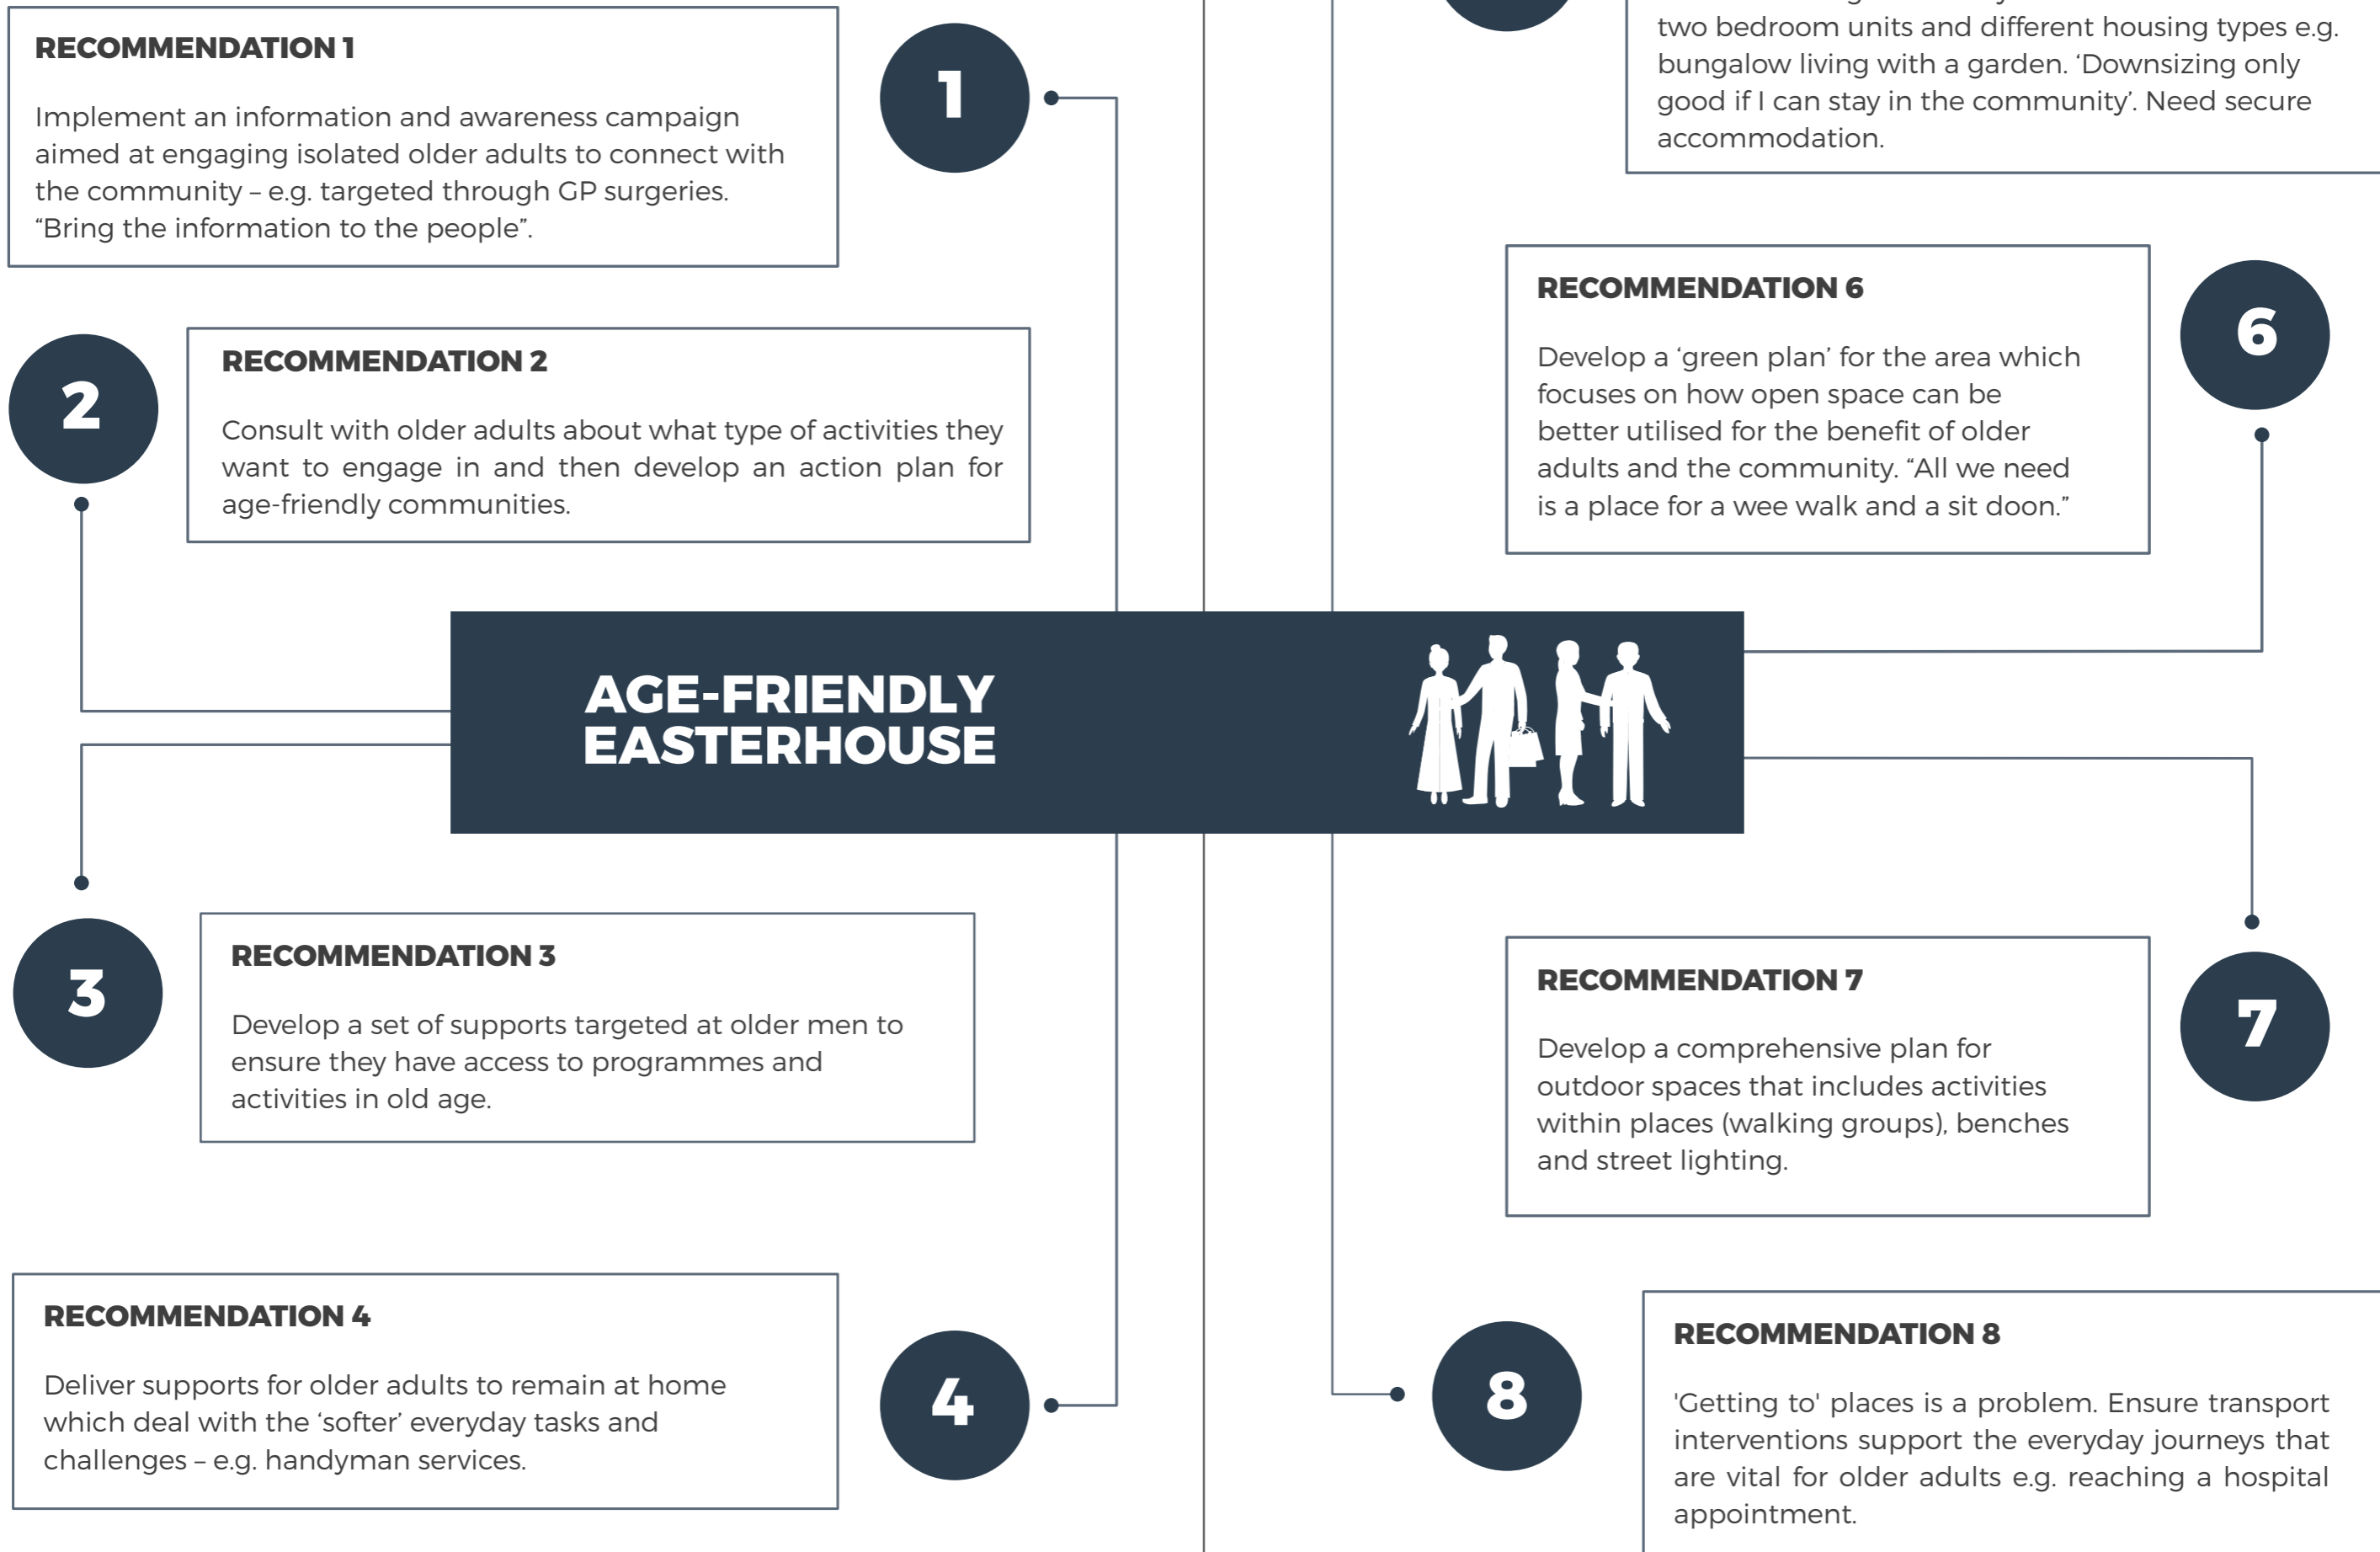 RECOMMENDATION 1
Implement an information and awareness campaign
aimed at engaging isolated older adults to connect with
the community – e.g. targeted through GP surgeries.
“Bring the information to the people”.
1
2
RECOMMENDATION 2
Consult with older adults about what type of activities they
want to engage in and then develop an action plan for
age-friendly communities.
AGE-FRIENDLY
EASTERHOUSE
3
RECOMMENDATION 3
Develop a set of supports targeted at older men to
ensure they have access to programmes and
activities in old age.
RECOMMENDATION 4
Deliver supports for older adults to remain at home
which deal with the ‘softer’ everyday tasks and
challenges – e.g. handyman services.
4
two bedroom units and different housing types e.g.
bungalow living with a garden. ‘Downsizing only
good if I can stay in the community’. Need secure
accommodation.
RECOMMENDATION 6
Develop a ‘green plan’ for the area which
focuses on how open space can be
better utilised for the benefit of older
adults and the community. “All we need
is a place for a wee walk and a sit doon.”
6
RECOMMENDATION 7
Develop a comprehensive plan for
outdoor spaces that includes activities
within places (walking groups), benches
and street lighting.
7
8
RECOMMENDATION 8
'Getting to' places is a problem. Ensure transport
interventions support the everyday journeys that
are vital for older adults e.g. reaching a hospital
appointment.